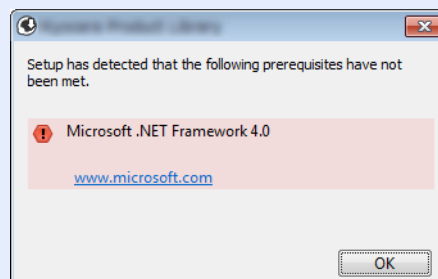 Setup has detected that the following prerequisites have not
been met.
Microsoft .NET Framework 4.0
www.microsoft.com
OK